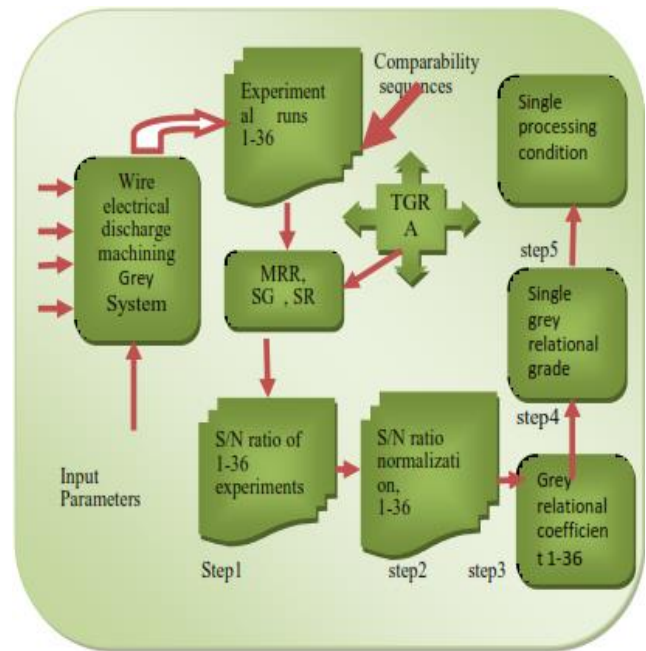 Comparability
sequences
Experiment
al runs
1-36
Single
processing
condition
Wire
electrical
discharge
machining
Grey
System
TGR
A
step5
MRR,
SG , SR
Single
grey
relational
grade
step4
S/N ratio of
1-36
experiments
S/N ratio
normalizati
on,
1-36
Grey
relational
coefficien
t 1-36
Input
Parameters
Step1
step2
step3